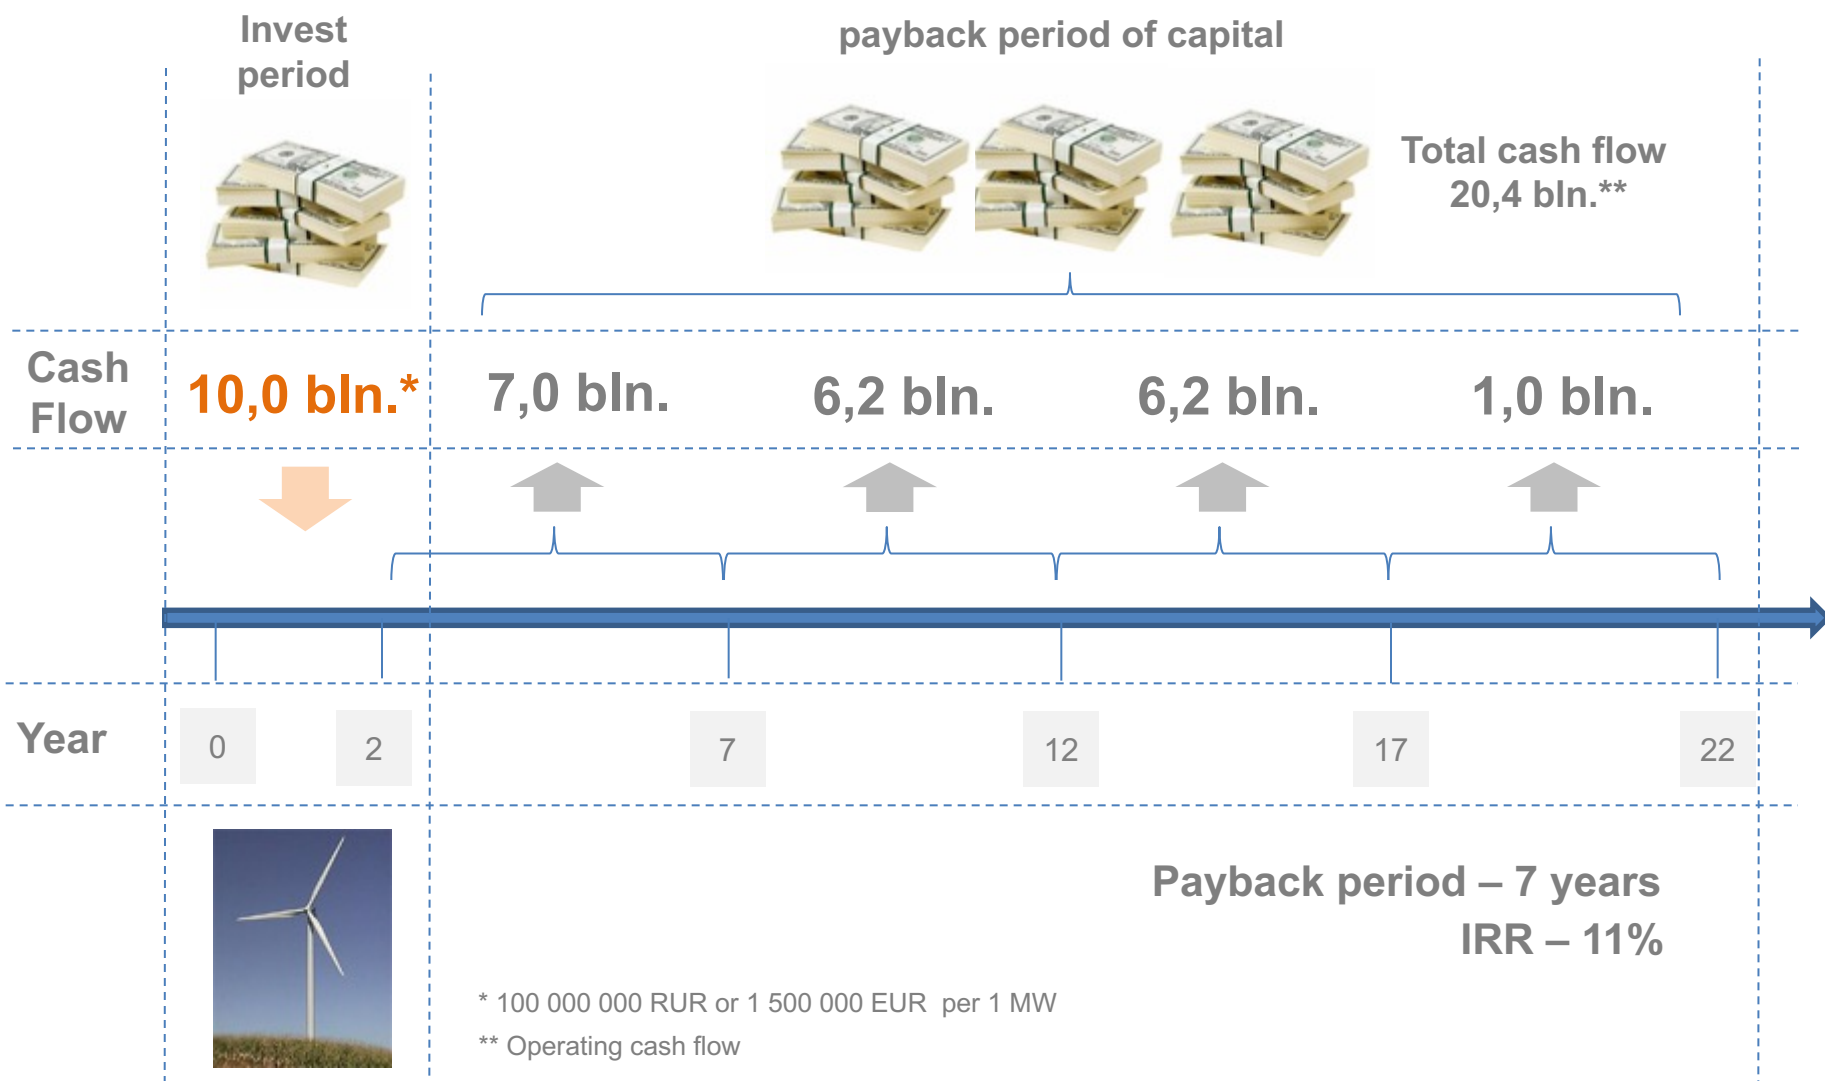 Invest
period
payback period of capital
Total cash flow
20,4 bln.**
Cash
Flow
10,0 bln.*
7,0 bln.
6,2 bln.
6,2 bln.
1,0 bln.
Year
0
2
7
12
17
22
Payback period – 7 years
IRR – 11%
* 100 000 000 RUR or 1 500 000 EUR per 1 MW
** Operating cash flow